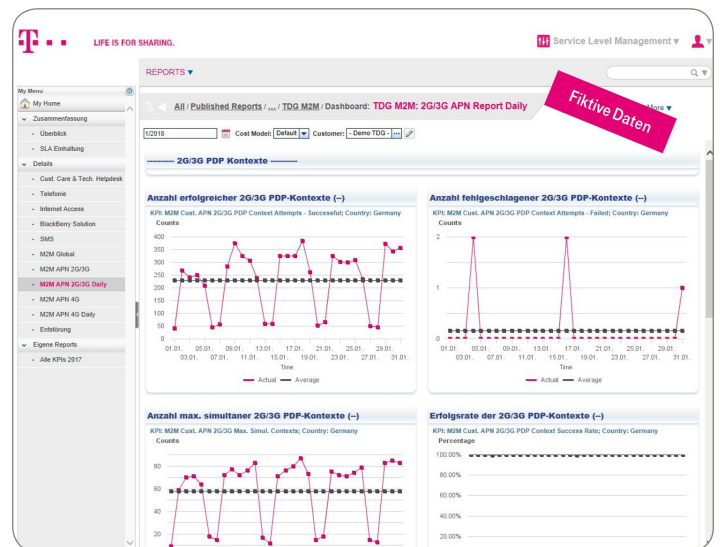 T
LIFE IS FOR SHARING.
Service Level Management
REPORTS
My Menu
My Home
Zusammenfassung
Überblick
SLA Einhaltung
Details
Cust. Care & Tech. Helpdesk
Telefonie
Internet Access
BlackBerry Solution
SMS
M2M Global
M2M APN 2G/3G
M2M APN 2G/3G Daily
M2M APN 4G
M2M APN 4G Daily
Entstörung
Eigene Reports
Alle KPIs 2017
All / Published Reports / ... / TDG M2M / Dashboard: TDG M2M: 2G/3G APN Report Daily
More
Fiktive Daten
1/2018 Cost Model: Default Customer: - Demo TDG - ...
---------- 2G/3G PDP Kontexte ----------
Anzahl erfolgreicher 2G/3G PDP-Kontexte (--)
KPI: M2M Cust. APN 2G/3G PDP Context Attempts - Successful; Country: Germany
Counts
400
350
300
250
200
150
100
50
0
01.01. 05.01. 09.01. 13.01. 17.01. 21.01. 25.01. 29.01.
03.01. 07.01. 11.01. 15.01. 19.01. 23.01. 27.01. 31.01.
Time
Actual Average
Anzahl fehlgeschlagener 2G/3G PDP-Kontexte (--)
KPI: M2M Cust. APN 2G/3G PDP Context Attempts - Failed; Country: Germany
Counts
2
1
0
01.01. 05.01. 09.01. 13.01. 17.01. 21.01. 25.01. 29.01.
03.01. 07.01. 11.01. 15.01. 19.01. 23.01. 27.01. 31.01.
Time
Actual Average
Anzahl max. simultaner 2G/3G PDP-Kontexte (--)
KPI: M2M Cust. APN 2G/3G Max. Simul. Contexts; Country: Germany
Counts
80
60
40
20
Erfolgsrate der 2G/3G PDP-Kontexte (--)
KPI: M2M Cust. APN 2G/3G PDP Context Success Rate; Country: Germany
Percentage
100.00%
80.00%
60.00%
40.00%
20.00%